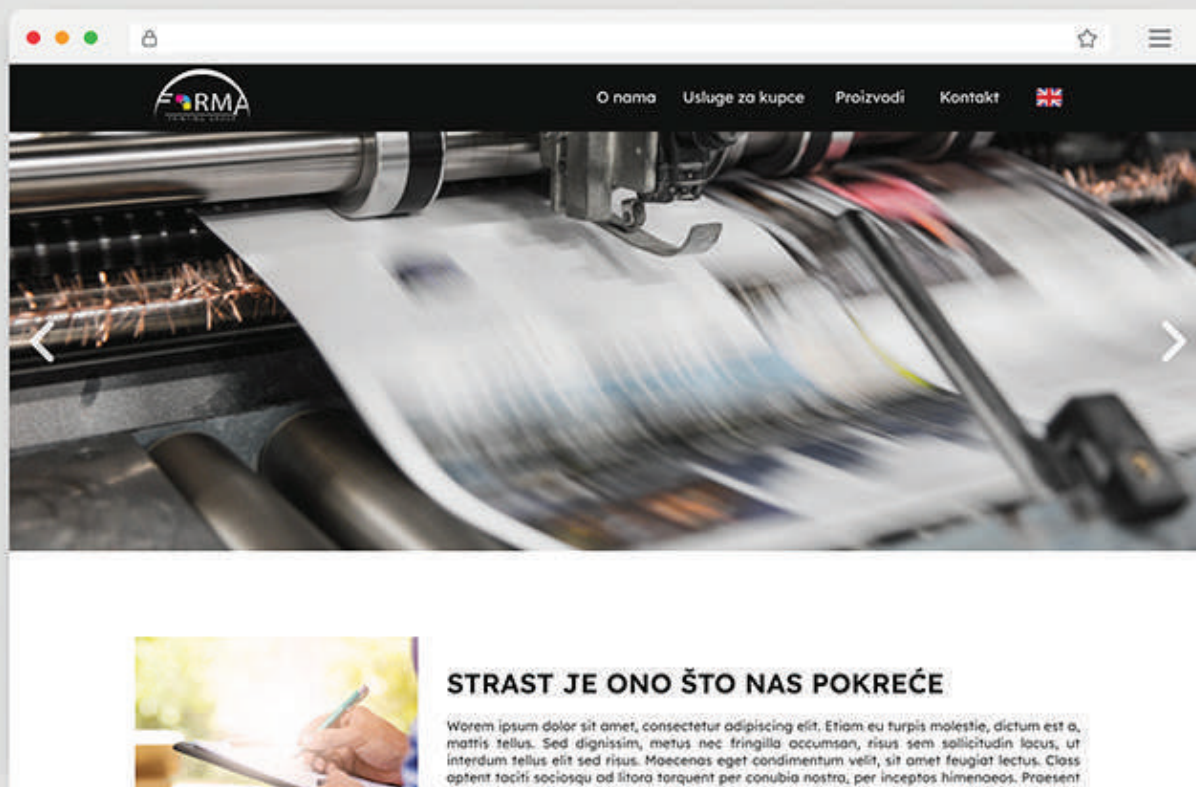 FORMA
PRINTING GROUP
O nama Usluge za kupce Proizvodi Kontakt
STRAST JE ONO ŠTO NAS POKREĆE
Worem ipsum dolor sit amet, consectetur adipiscing elit. Etiam eu turpis molestie, dictum est a,
mattis tellus. Sed dignissim, metus nec fringilla accumsan, risus sem sollicitudin lacus, ut
interdum tellus elit sed risus. Maecenas eget condimentum velit, sit amet feugiat lectus. Class
aptent taciti sociosqu ad litora torquent per conubia nostra, per inceptos himenaeos. Praesent